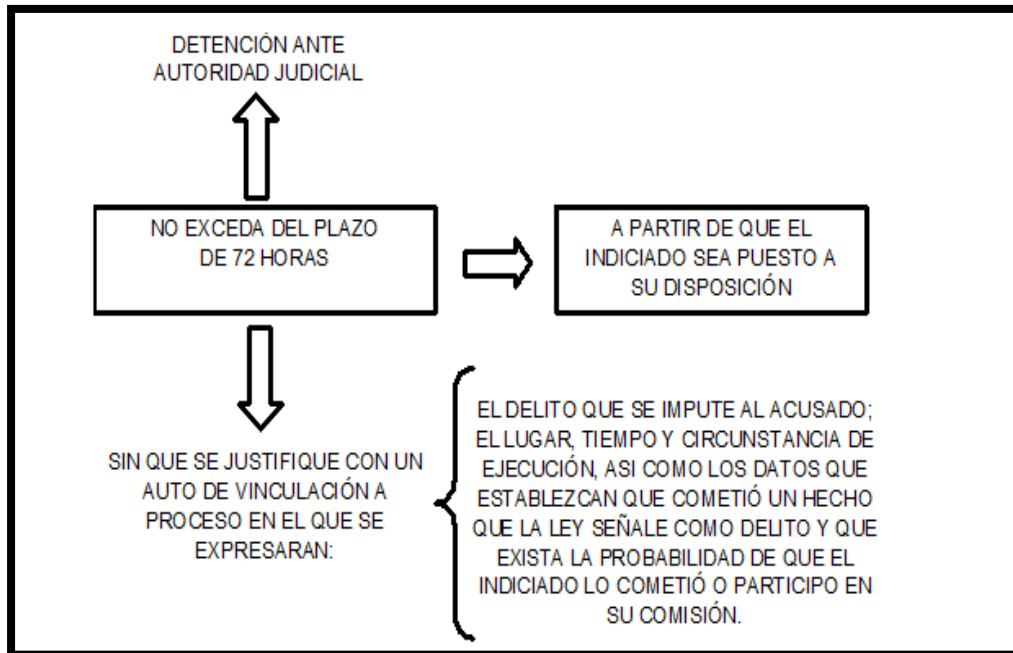 DETENCIÓN ANTE
AUTORIDAD JUDICIAL
NO EXCEDA DEL PLAZO
DE 72 HORAS
A PARTIR DE QUE EL
INDICIADO SEA PUESTO A
SU DISPOSICIÓN
SIN QUE SE JUSTIFIQUE CON UN
AUTO DE VINCULACIÓN A
PROCESO EN EL QUE SE
EXPRESARAN:
EL DELITO QUE SE IMPUTE AL ACUSADO;
EL LUGAR, TIEMPO Y CIRCUNSTANCIA DE
EJECUCIÓN, ASI COMO LOS DATOS QUE
ESTABLEZCAN QUE COMETIÓ UN HECHO
QUE LA LEY SEÑALE COMO DELITO Y QUE
EXISTA LA PROBABILIDAD DE QUE EL
INDICIADO LO COMETIÓ O PARTICIPO EN
SU COMISIÓN.